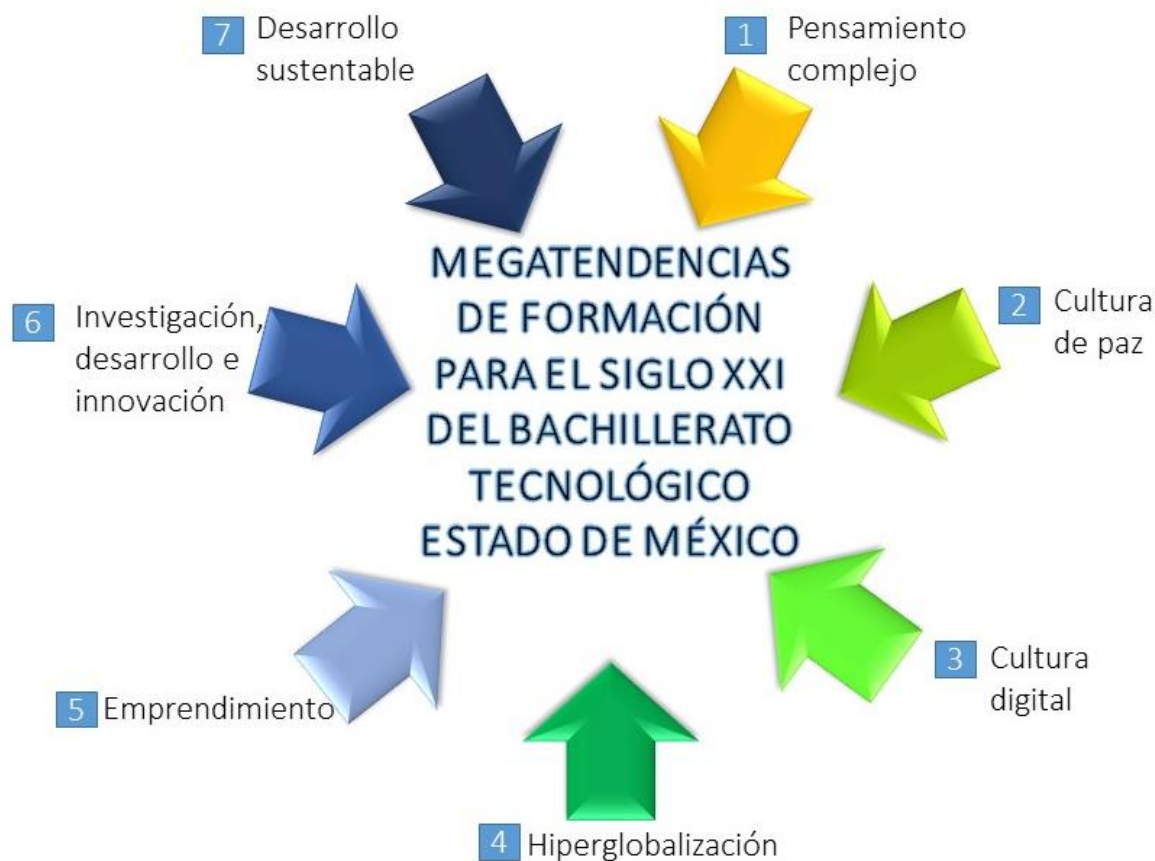 MEGATENDENCIAS
DE FORMACIÓN
PARA EL SIGLO XXI
DEL BACHILLERATO
TECNOLÓGICO
ESTADO DE MÉXICO
1 Pensamiento
complejo
2 Cultura
de paz
3 Cultura
digital
4 Hiperglobalización
5 Emprendimiento
6 Investigación,
desarrollo e
innovación
7 Desarrollo
sustentable